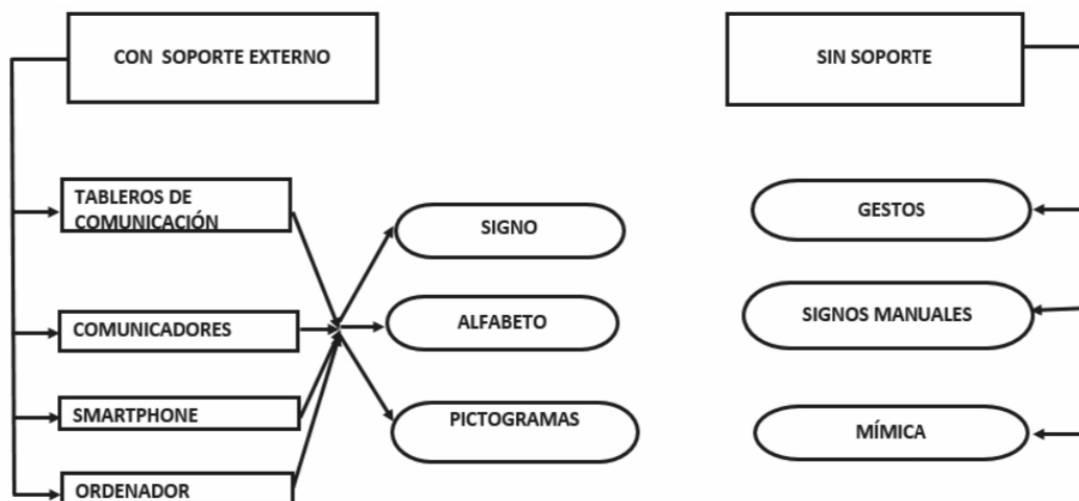 CON SOPORTE EXTERNO
SIN SOPORTE
TABLEROS DE
COMUNICACIÓN
SIGNO
GESTOS
COMUNICADORES
ALFABETO
SIGNOS MANUALES
SMARTPHONE
PICTOGRAMAS
MÍMICA
ORDENADOR